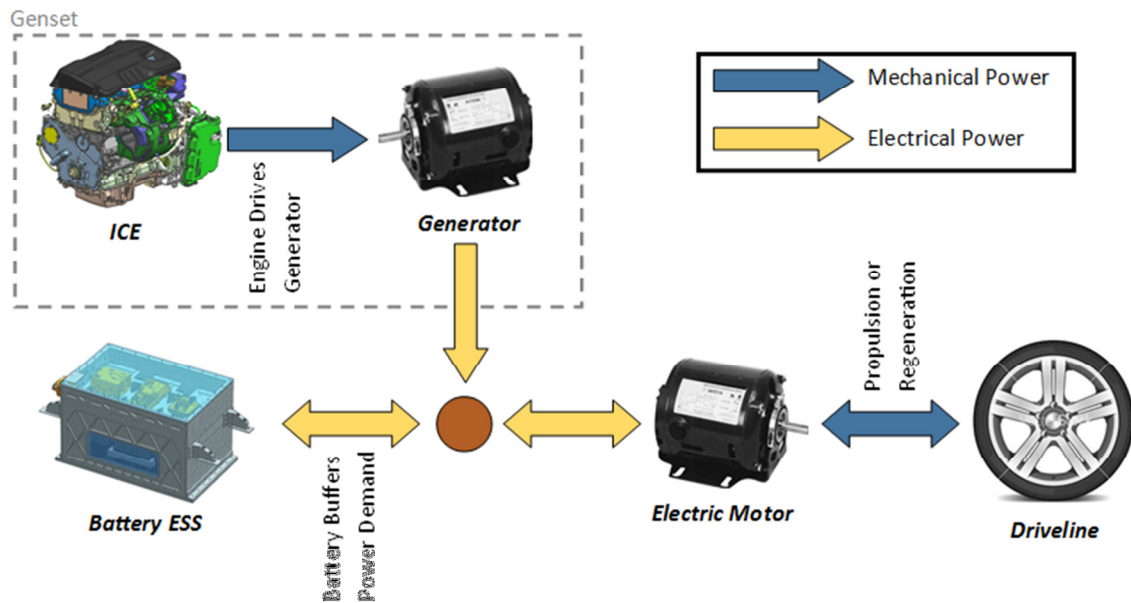 Genset
Mechanical Power
Electrical Power
ICE
Engine Drives
Generator
Generator
Propulsion or
Regeneration
Battery ESS
Battery Buffers
Power Demand
Electric Motor
Driveline